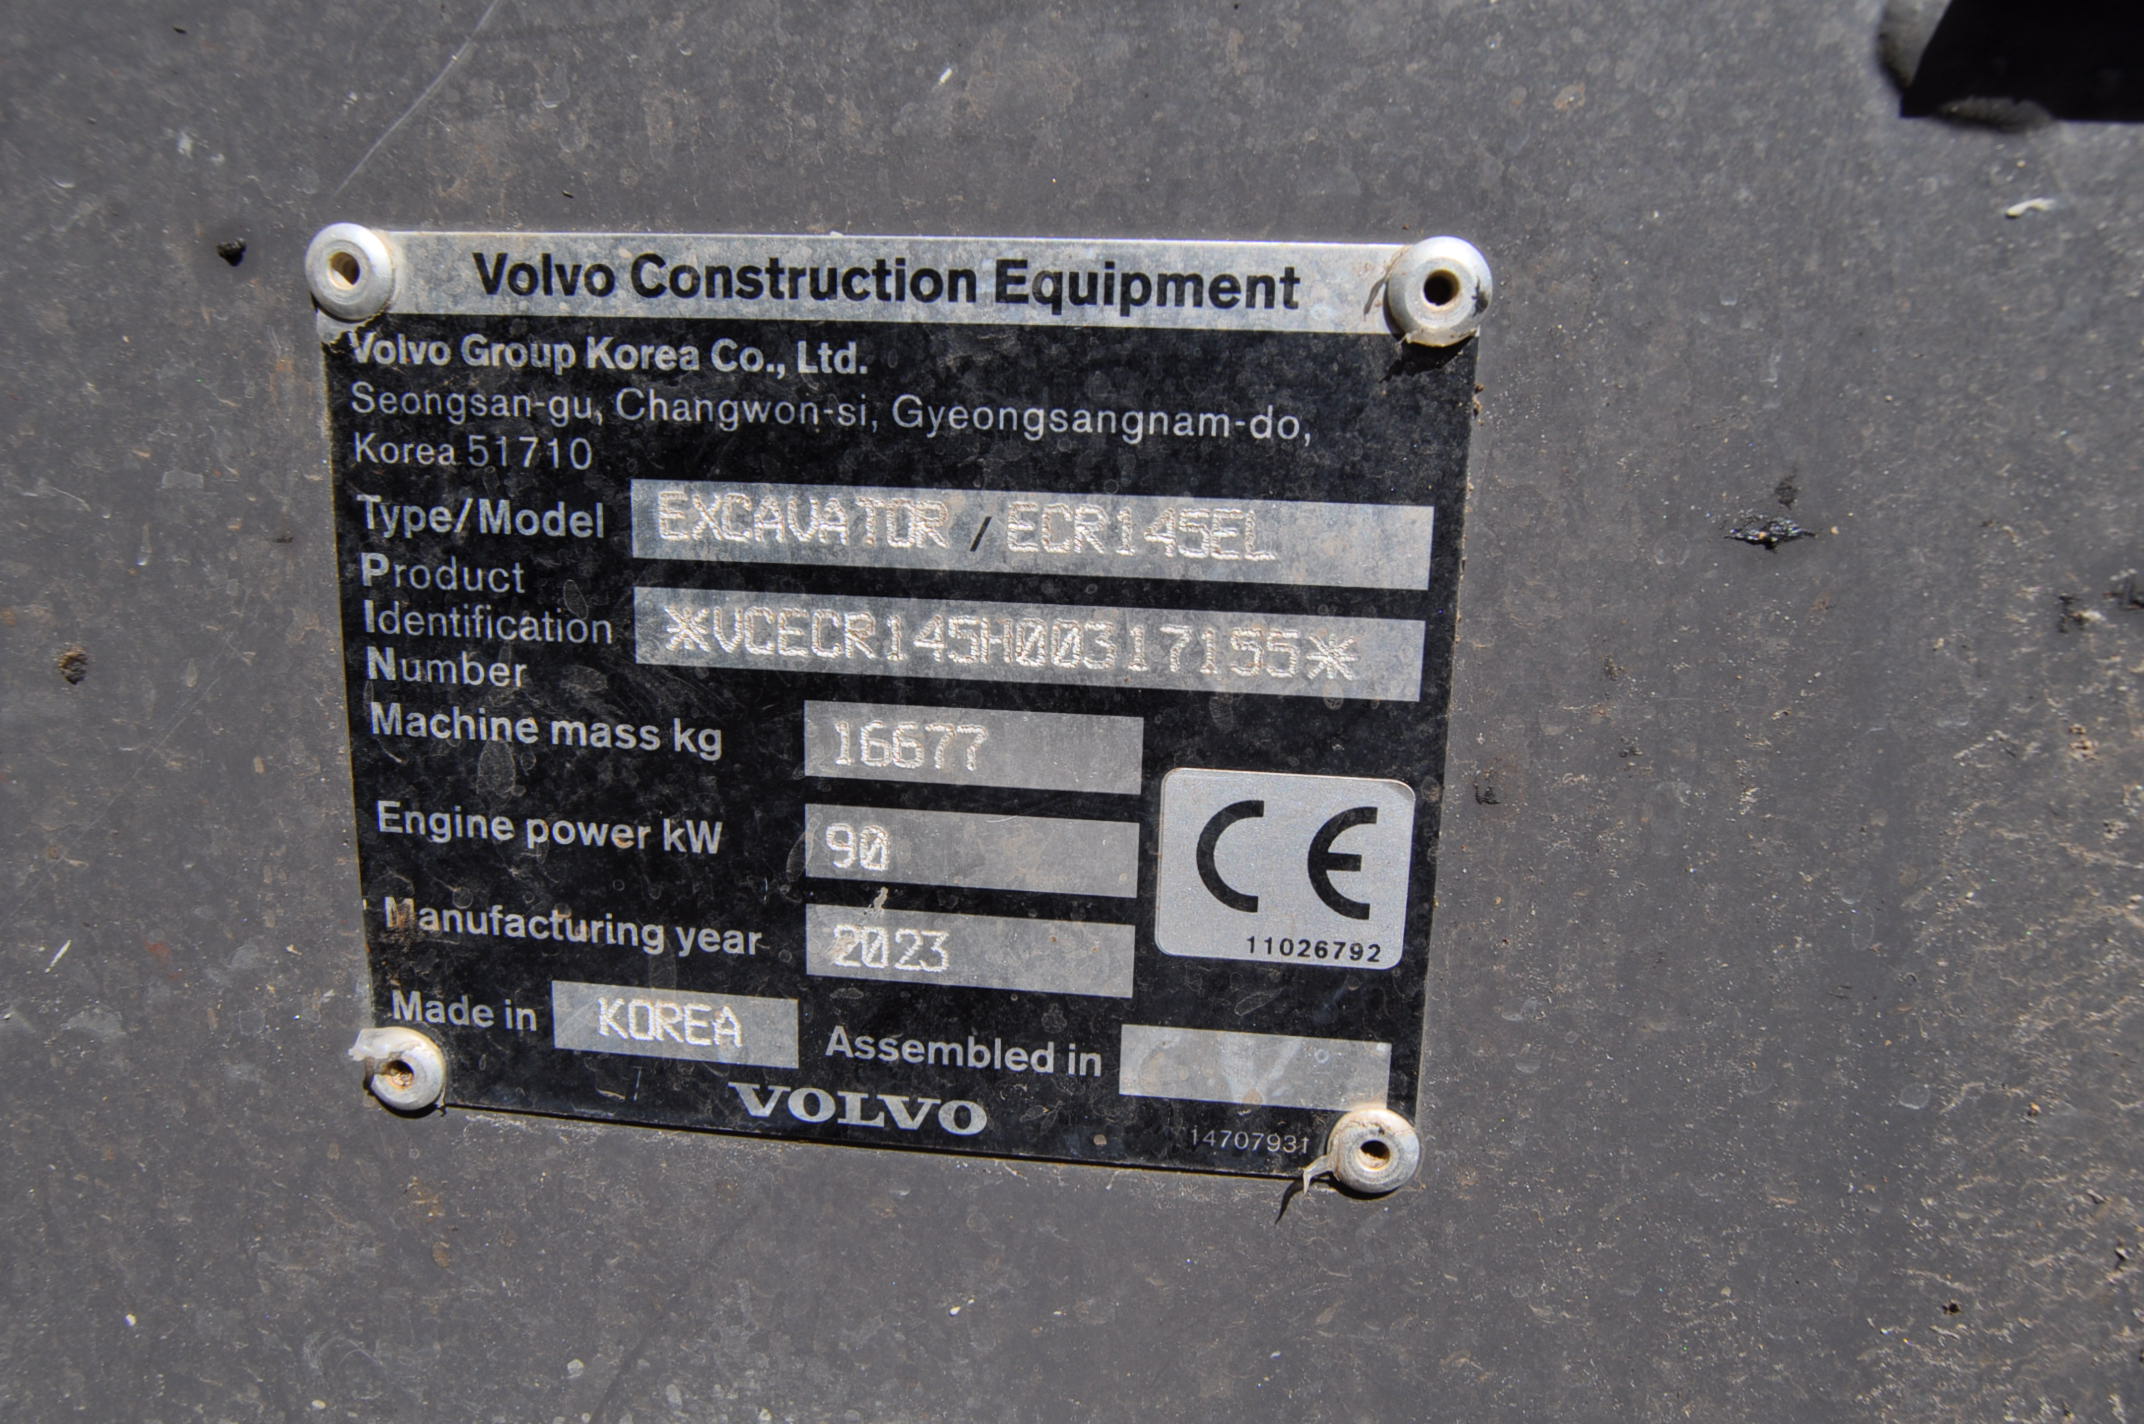 Volvo Construction Equipment
Volvo Group Korea Co., Ltd.
Seongsan-gu, Changwon-si, Gyeongsangnam-do,
Korea 51710
Type/Model EXCAVATOR / ECR145EL
Product
Identification
Number
*VCECR145H00317155*
Machine mass kg 16677
Engine power kW 90
Manufacturing year 2023
CE
11026792
Made in KOREA Assembled in
VOLVO
14707931